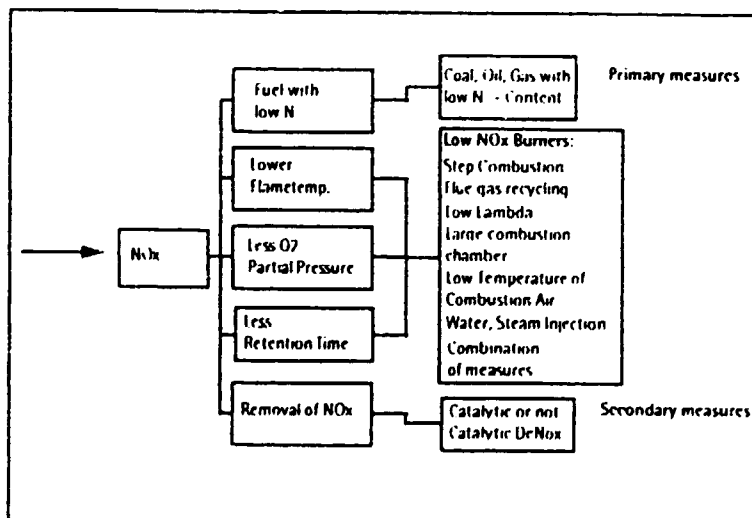 NOx
Fuel with
low N
Lower
Flametemp.
Less O2
Partial Pressure
Less
Retention Time
Removal of NOx
Coal, Oil, Gas with
low N - Content
Primary measures
Low NOx Burners:
Step Combustion
Flue gas recycling
Low Lambda
Large combustion
chamber
Low Temperature of
Combustion Air
Water, Steam Injection
Combination
of measures
Catalytic or not
Catalytic DeNox
Secondary measures